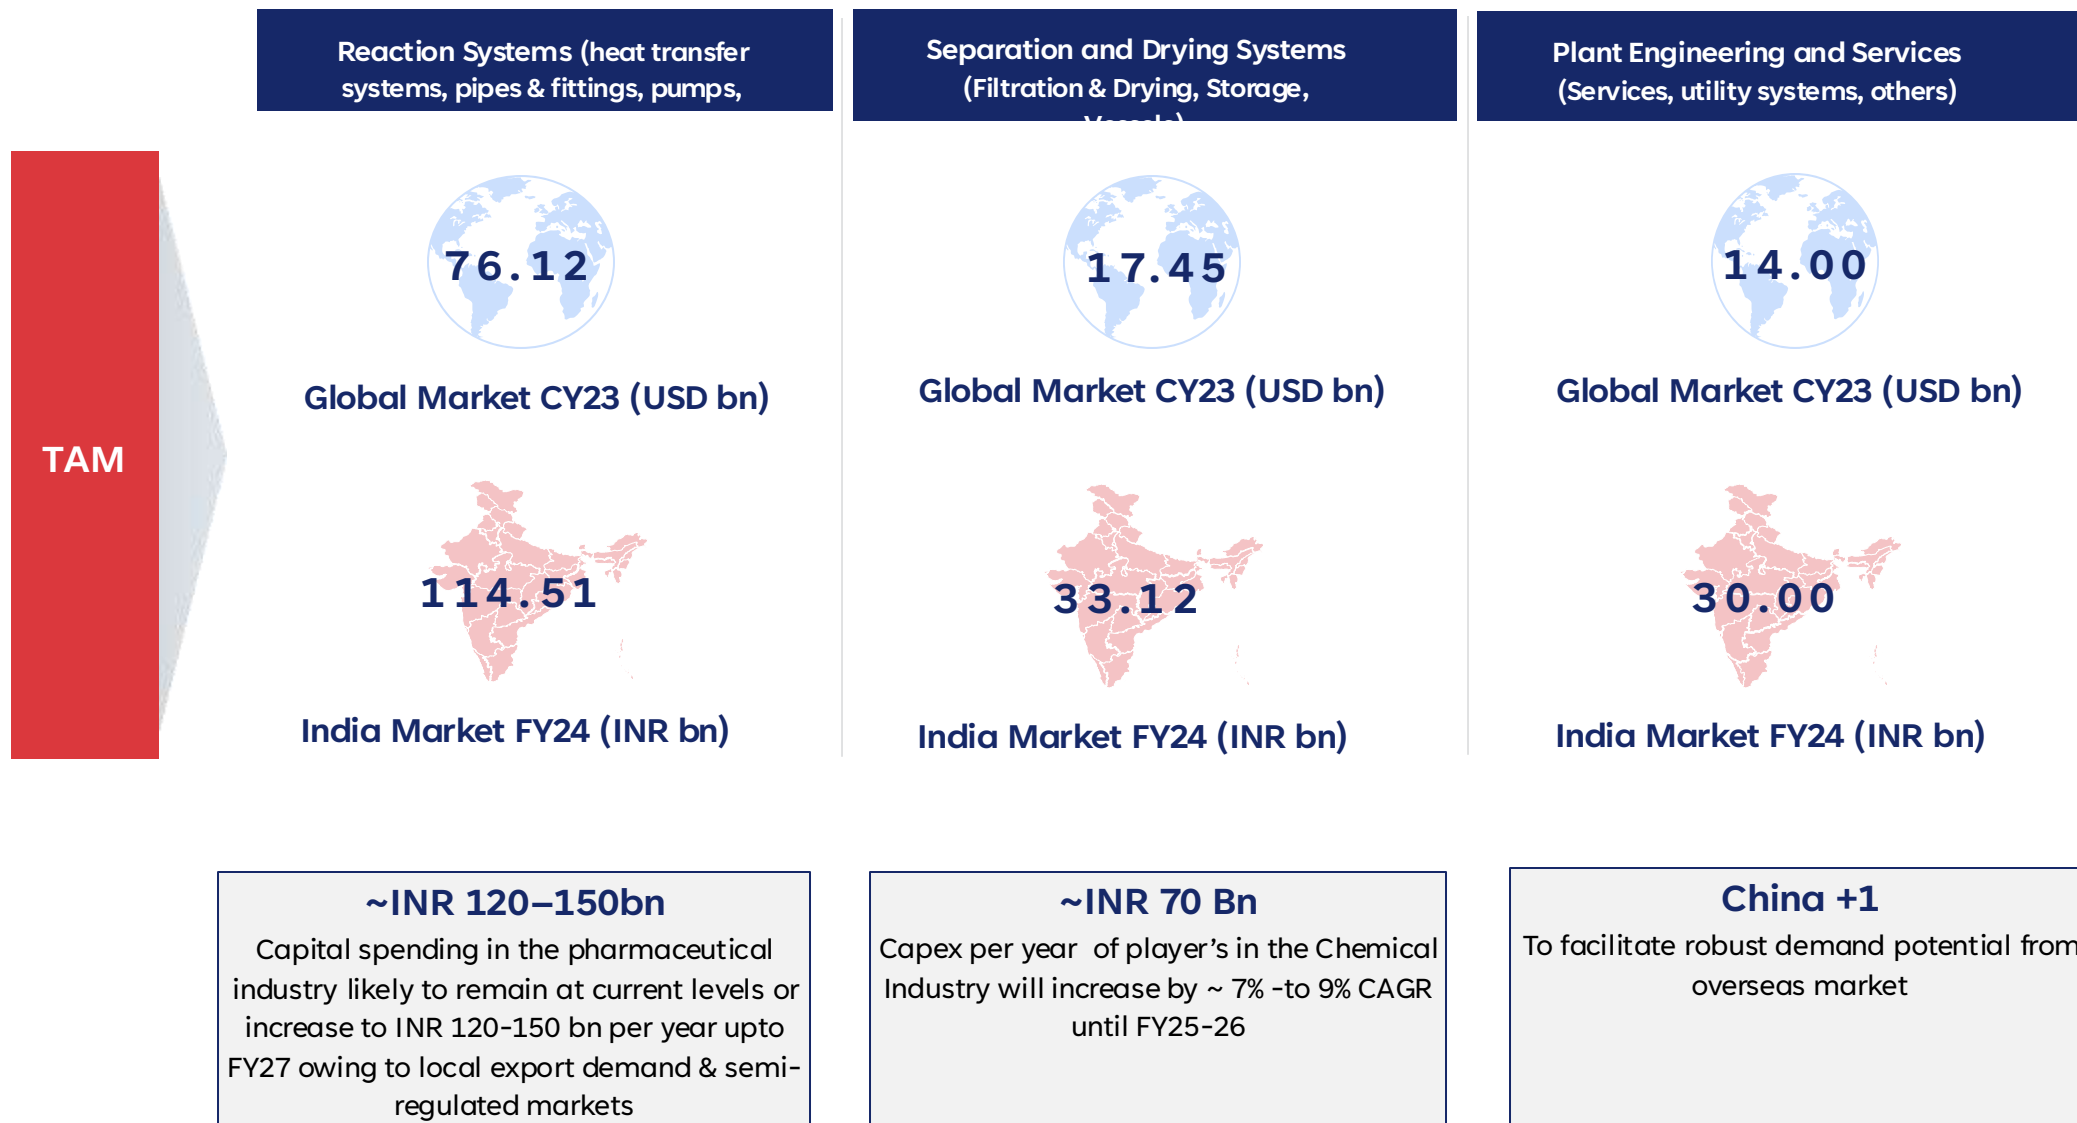 Reaction Systems (heat transfer
systems, pipes & fittings, pumps,
Separation and Drying Systems
(Filtration & Drying, Storage,
Plant Engineering and Services
(Services, utility systems, others)
TAM
76.12
Global Market CY23 (USD bn)
17.45
Global Market CY23 (USD bn)
14.00
Global Market CY23 (USD bn)
114.51
India Market FY24 (INR bn)
33.12
India Market FY24 (INR bn)
30.00
India Market FY24 (INR bn)
~INR 120–150bn
Capital spending in the pharmaceutical
industry likely to remain at current levels or
increase to INR 120-150 bn per year upto
FY27 owing to local export demand & semi-
regulated markets
~INR 70 Bn
Capex per year of player's in the Chemical
Industry will increase by ~ 7% -to 9% CAGR
until FY25-26
China +1
To facilitate robust demand potential from
overseas market